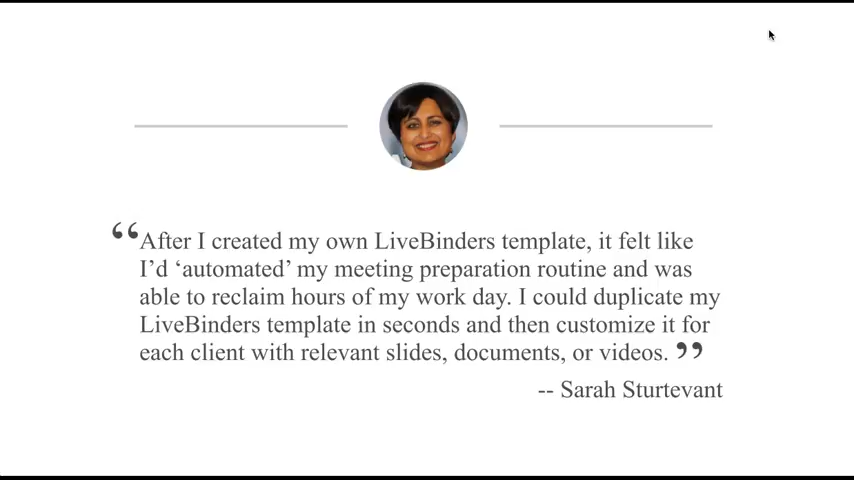 “After I created my own LiveBinders template, it felt like
I’d ‘automated’ my meeting preparation routine and was
able to reclaim hours of my work day. I could duplicate my
LiveBinders template in seconds and then customize it for
each client with relevant slides, documents, or videos. ”
-- Sarah Sturtevant